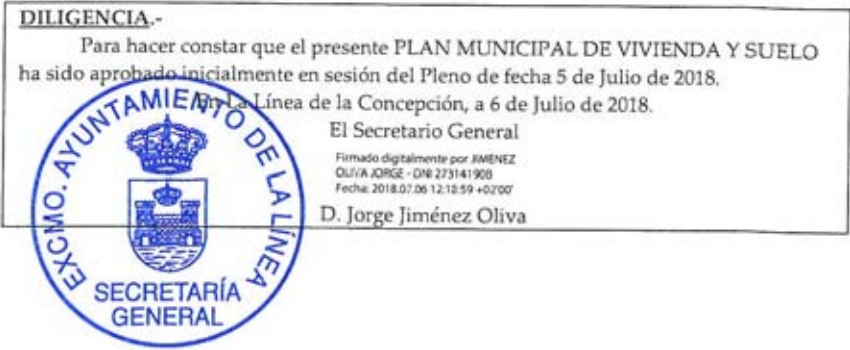 DILIGENCIA.-
Para hacer constar que el presente PLAN MUNICIPAL DE VIVIENDA Y SUELO
ha sido aprobado inicialmente en sesión del Pleno de fecha 5 de Julio de 2018.
En La Línea de la Concepción, a 6 de Julio de 2018.
El Secretario General
Firmado digitalmente por JIMENEZ
OLIVA JORGE - DNI 27314190B
Fecha: 2018.07.06 12:18:59 +02'00'
D. Jorge Jiménez Oliva
EXCMO. AYUNTAMIENTO DE LA LÍNEA
SECRETARÍA
GENERAL